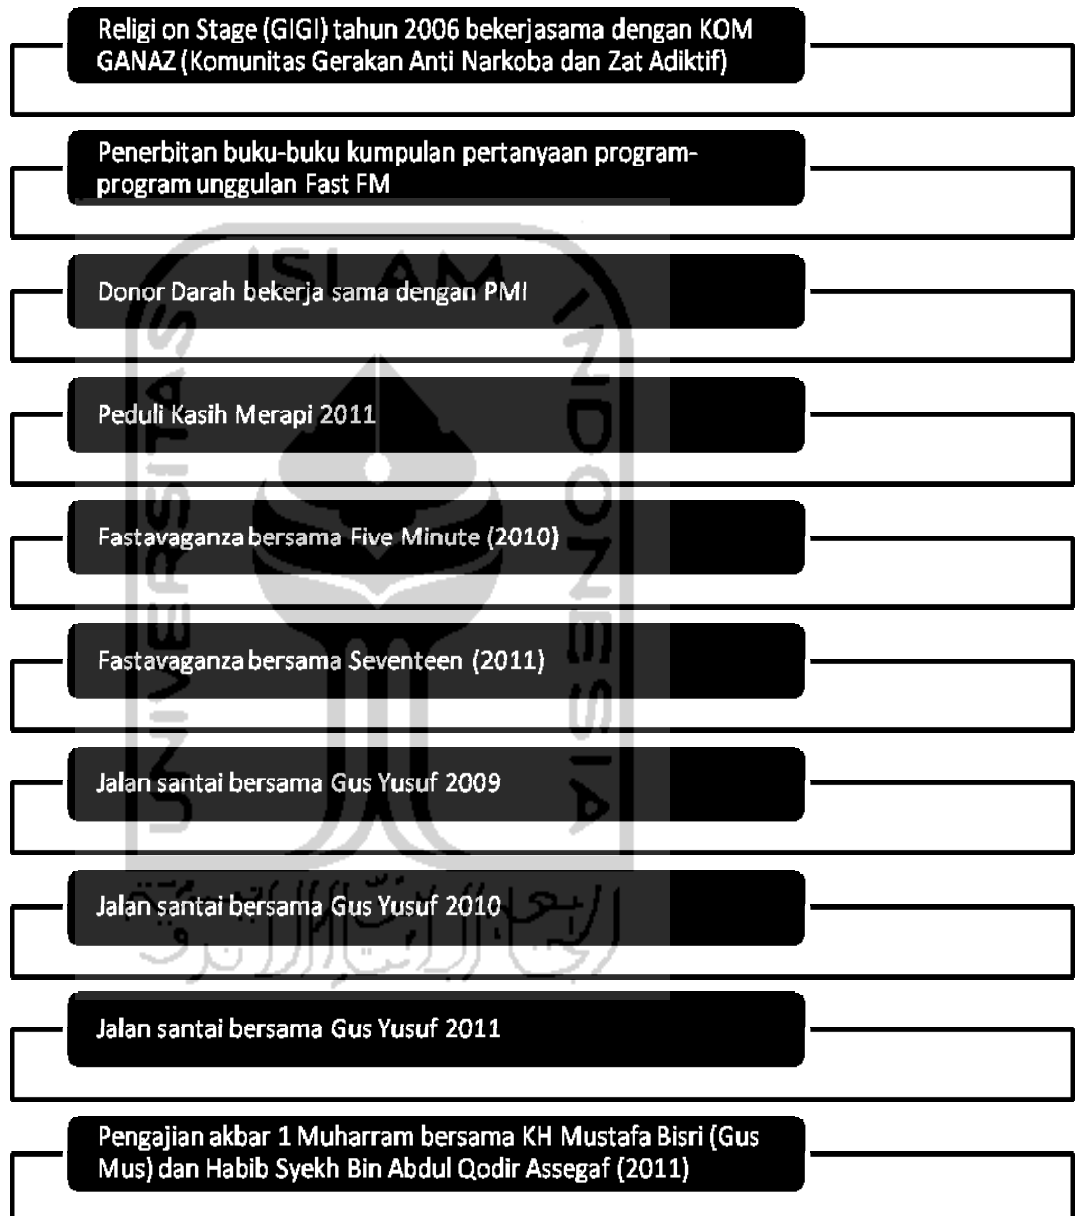 Religi on Stage (GIGI) tahun 2006 bekerjasama dengan KOM
GANAZ (Komunitas Gerakan Anti Narkoba dan Zat Adiktif)
Penerbitan buku-buku kumpulan pertanyaan program-
program unggulan Fast FM
Donor Darah bekerja sama dengan PMI
Peduli Kasih Merapi 2011
Fastavaganza bersama Five Minute (2010)
Fastavaganza bersama Seventeen (2011)
Jalan santai bersama Gus Yusuf 2009
Jalan santai bersama Gus Yusuf 2010
Jalan santai bersama Gus Yusuf 2011
Pengajian akbar 1 Muharram bersama KH Mustafa Bisri (Gus
Mus) dan Habib Syekh Bin Abdul Qodir Assegaf (2011)
UNIVERSITAS
ISLAM
INDONESIA